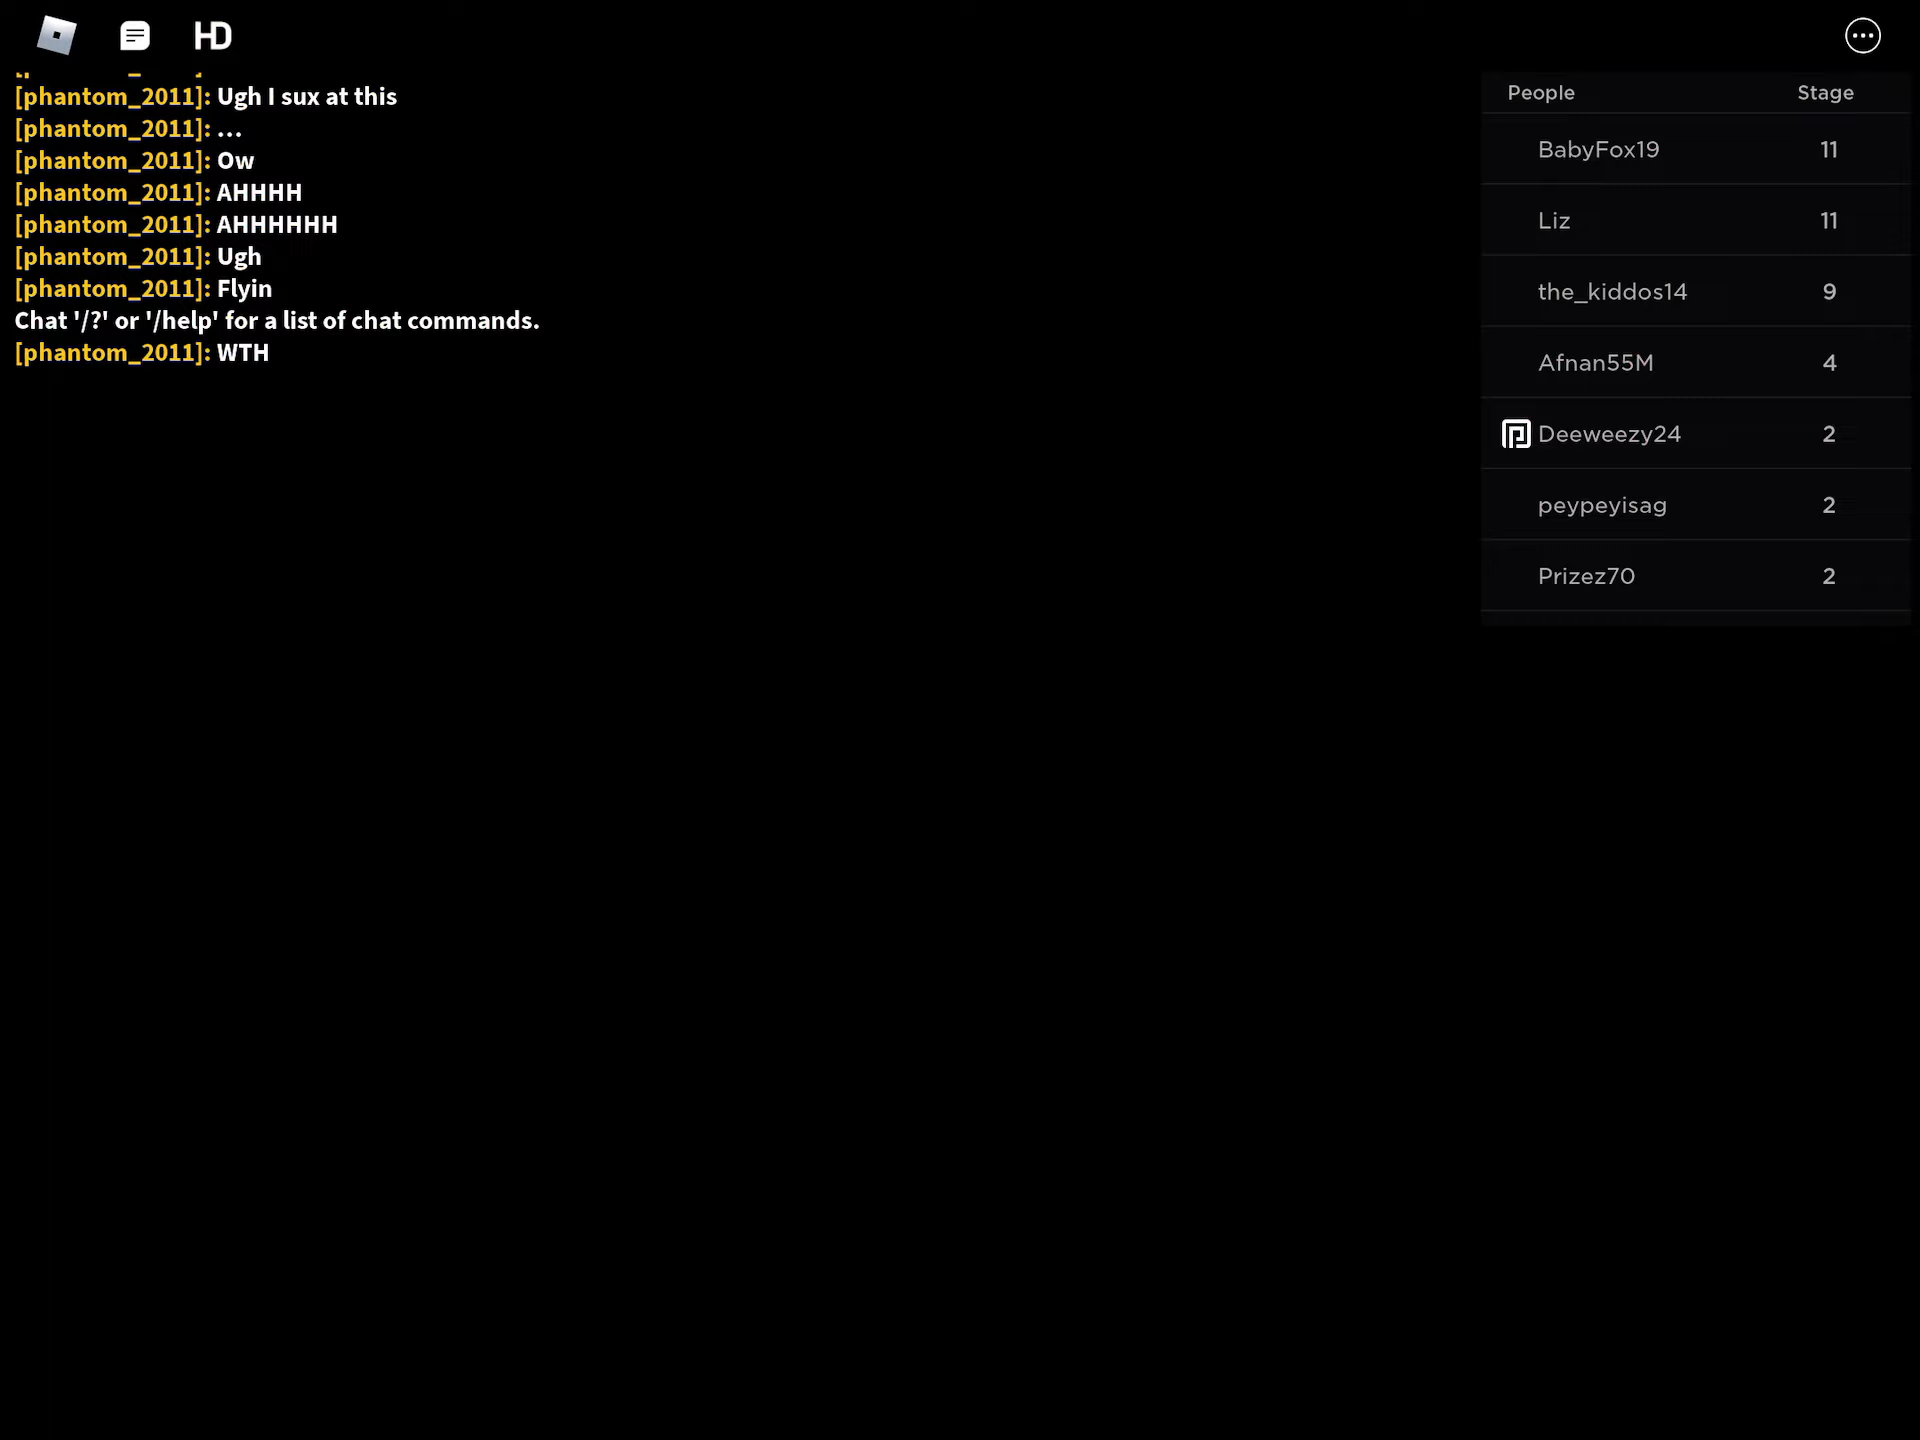 HD
[phantom_2011]: Ugh I sux at this
[phantom_2011]: ...
[phantom_2011]: Ow
[phantom_2011]: AHHHH
[phantom_2011]: AHHHHHH
[phantom_2011]: Ugh
[phantom_2011]: Flyin
Chat '/?' or '/help' for a list of chat commands.
[phantom_2011]: WTH
People Stage
BabyFox19 11
Liz 11
the_kiddos14 9
Afnan55M 4
Deeweezy24 2
peypeyisag 2
Prizez70 2